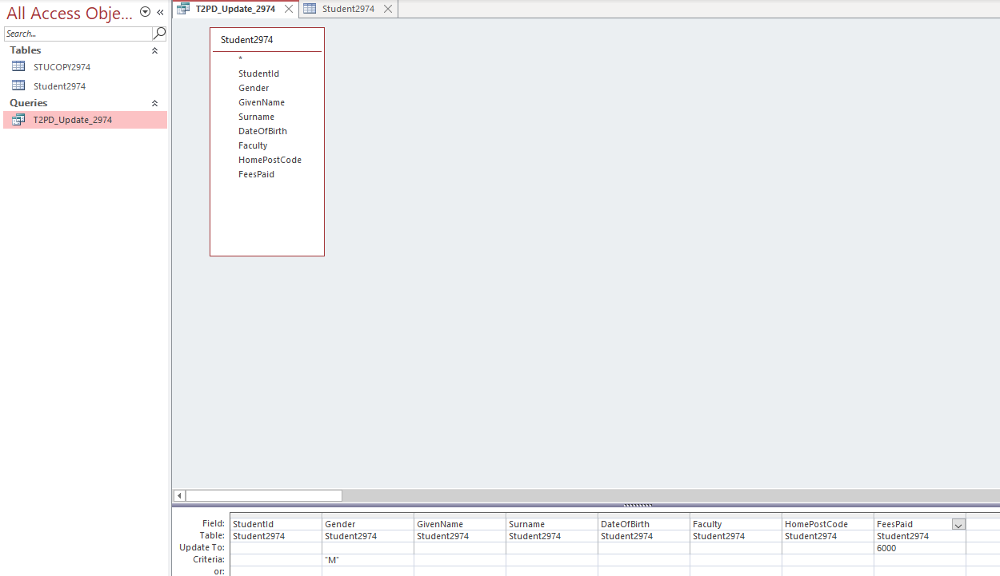 All Access Obje...
Search...
Tables
STUCOPY2974
Student2974
Queries
T2PD_Update_2974
T2PD_Update_2974 Student2974
Student2974
*
StudentId
Gender
GivenName
Surname
DateOfBirth
Faculty
HomePostCode
FeesPaid
Field: StudentId Gender GivenName Surname DateOfBirth Faculty HomePostCode FeesPaid
Table: Student2974 Student2974 Student2974 Student2974 Student2974 Student2974 Student2974 Student2974
Update To: 6000
Criteria: "M"
or: